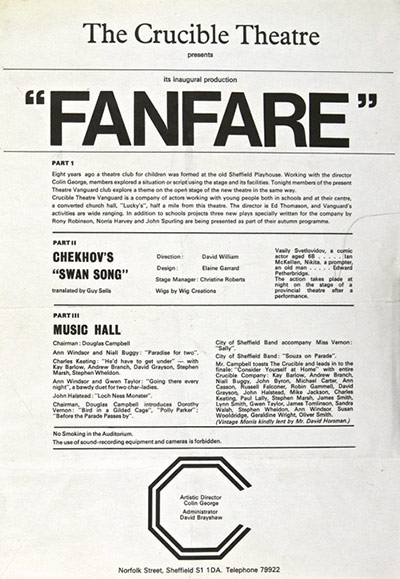 The Crucible Theatre
presents
its inaugural production
“FANFARE”
PART 1
Eight years ago a theatre club for children was formed at the old Sheffield Playhouse. Working with the director
Colin George, members explored a situation or script using the stage and its facilities. Tonight members of the present
Theatre Vanguard club explore a theme on the open stage of the new theatre in the same way.
Crucible Theatre Vanguard is a company of actors working with young people both in schools and at their centre,
a converted church hall, "Lucky's", half a mile from this theatre. The director is Ed Thomason, and Vanguard's
activities are wide ranging. In addition to schools projects three new plays specially written for the company by
Rony Robinson, Norria Harvey and John Spurling are being presented as part of their autumn programme.
PART II
CHEKHOV'S
“SWAN SONG”
translated by Guy Sells
Direction: David William
Design: Elaine Garrard
Stage Manager: Christine Roberts
Wigs by Wig Creations
Vasily Svetlovidov, a comic
actor aged 68 . . . . . Ian
McKellen, Nikita, a prompter,
an old man . . . . . Edward
Petherbridge.
The action takes place at
night on the stage of a
provincial theatre after a
performance.
PART III
MUSIC HALL
Chairman: Douglas Campbell
Ann Windsor and Niall Buggy: "Paradise for two".
Charles Keating: "He'd have to get under" — with
Kay Barlow, Andrew Branch, David Grayson, Stephen
Marsh, Stephen Wheldon.
Ann Windsor and Gwen Taylor: "Going there every
night", a bawdy duet for two char-ladies.
John Halstead: "Loch Ness Monster".
Chairman, Douglas Campbell introduces Dorothy
Vernon: "Bird in a Gilded Cage", "Polly Parker";
"Before the Parade Passes by".
City of Sheffield Band accompany Miss Vernon:
"Sally".
City of Sheffield Band: "Souza on Parade".
Mr. Campbell toasts The Crucible and leads in to the
finale: "Consider Yourself at Home" with entire
Crucible Company: Kay Barlow, Andrew Branch,
Niall Buggy, John Byron, Michael Carter, Ann
Casson, Russell Falconer, Robin Gammell, David
Grayson, John Halstead, Mike Jackson, Charles
Keating, Paul Lally, Stephen Marsh, James Smith,
Lynn Smith, Gwen Taylor, James Tomlinson, Sandra
Walsh, Stephen Wheldon, Ann Windsor, Susan
Wooldridge, Geraldine Wright, Oliver Smith.
(Vintage Morris kindly lent by Mr. David Horsman.)
No Smoking in the Auditorium.
The use of sound-recording equipment and cameras is forbidden.
Artistic Director
Colin George
Administrator
David Brayshaw
Norfolk Street, Sheffield S1 1DA. Telephone 79922